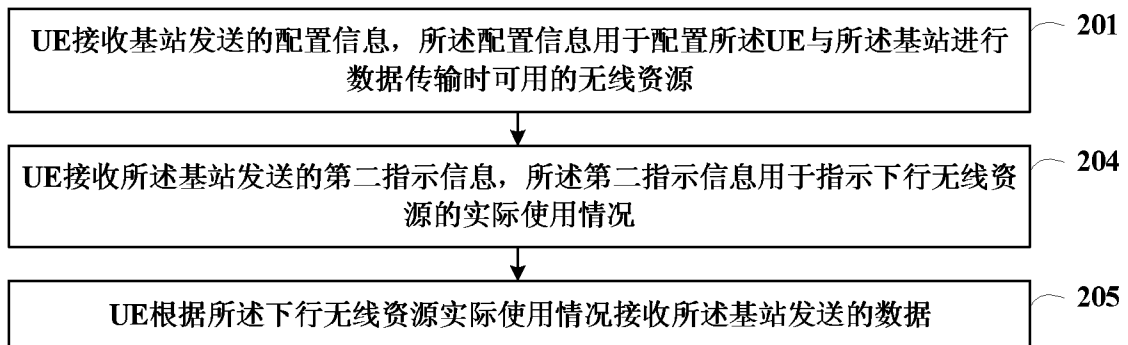 UE接收基站发送的配置信息，所述配置信息用于配置所述UE与所述基站进行
数据传输时可用的无线资源
201
UE接收所述基站发送的第二指示信息，所述第二指示信息用于指示下行无线资
源的实际使用情况
204
UE根据所述下行无线资源实际使用情况接收所述基站发送的数据
205